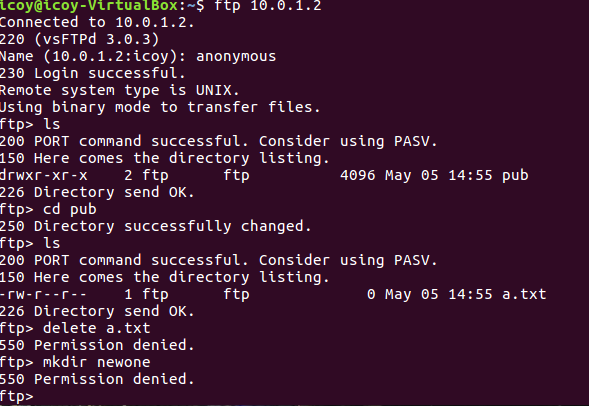 icoy@icoy-VirtualBox:~$ ftp 10.0.1.2
Connected to 10.0.1.2.
220 (vsFTPd 3.0.3)
Name (10.0.1.2:icoy): anonymous
230 Login successful.
Remote system type is UNIX.
Using binary mode to transfer files.
ftp> ls
200 PORT command successful. Consider using PASV.
150 Here comes the directory listing.
drwxr-xr-x    2 ftp      ftp          4096 May 05 14:55 pub
226 Directory send OK.
ftp> cd pub
250 Directory successfully changed.
ftp> ls
200 PORT command successful. Consider using PASV.
150 Here comes the directory listing.
-rw-r--r--    1 ftp      ftp             0 May 05 14:55 a.txt
226 Directory send OK.
ftp> delete a.txt
550 Permission denied.
ftp> mkdir newone
550 Permission denied.
ftp>